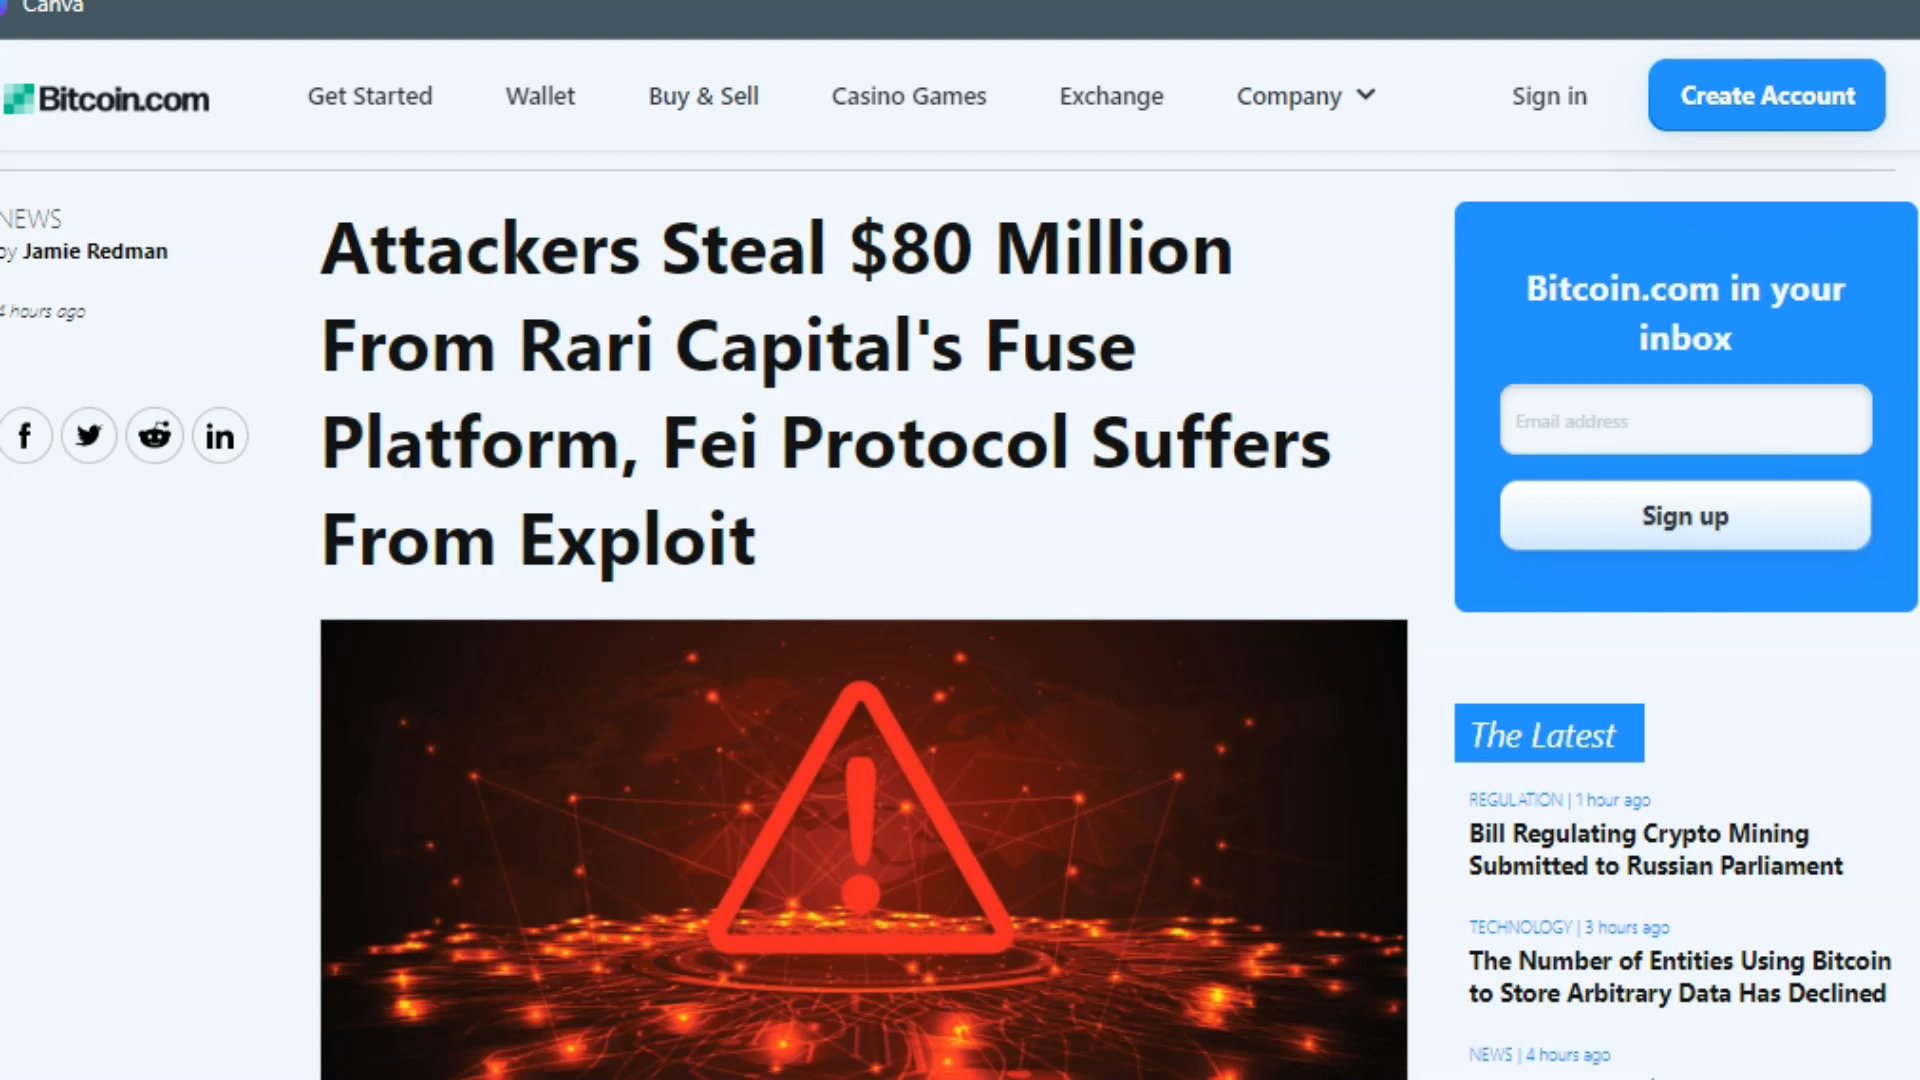 Canva
Bitcoin.com
Get Started
Wallet
Buy & Sell
Casino Games
Exchange
Company
Sign in
Create Account
NEWS
by Jamie Redman
4 hours ago
Attackers Steal $80 Million
From Rari Capital's Fuse
Platform, Fei Protocol Suffers
From Exploit
Bitcoin.com in your
inbox
Email address
Sign up
The Latest
REGULATION | 1 hour ago
Bill Regulating Crypto Mining
Submitted to Russian Parliament
TECHNOLOGY | 3 hours ago
The Number of Entities Using Bitcoin
to Store Arbitrary Data Has Declined
NEWS | 4 hours ago